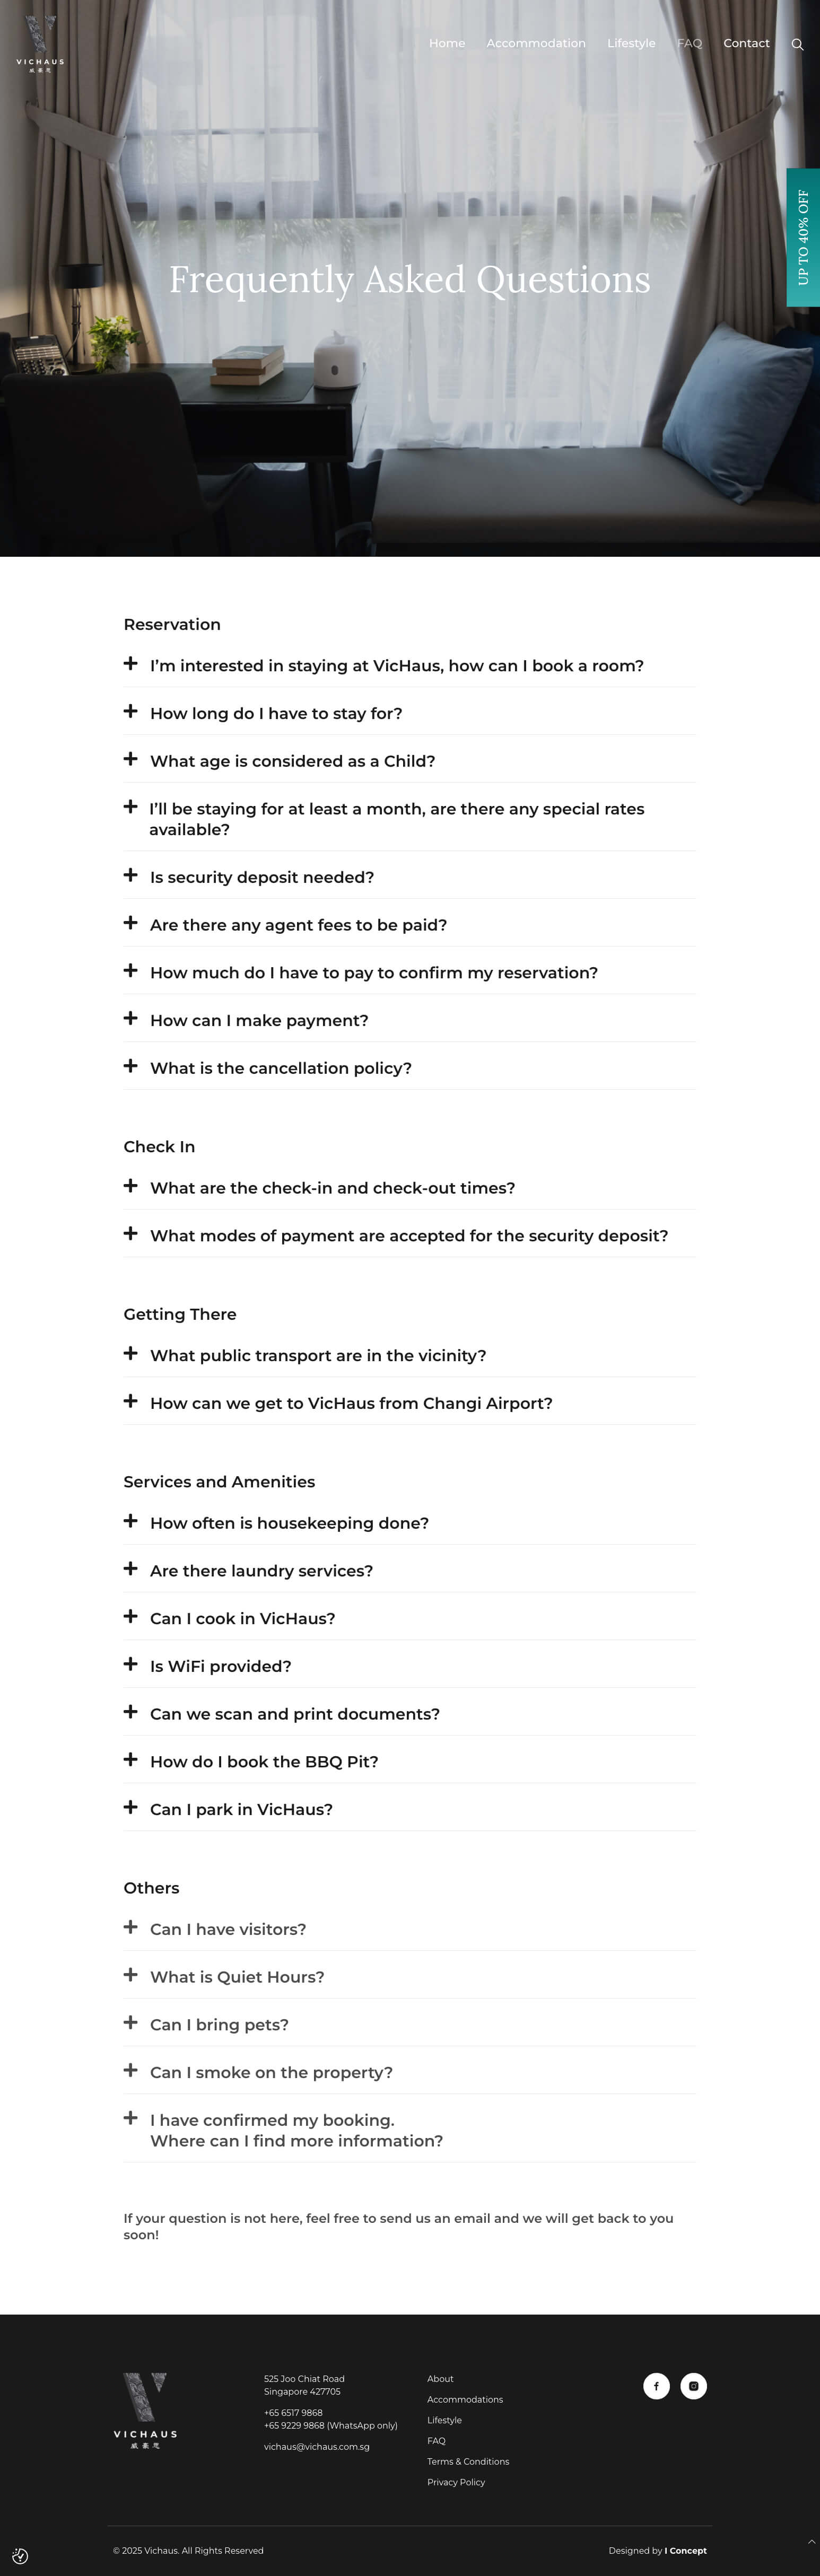 VICHAUS
威豪思
Home
Accommodation
Lifestyle
FAQ
Contact
UP TO 40% OFF
Frequently Asked Questions
Reservation
I’m interested in staying at VicHaus, how can I book a room?
How long do I have to stay for?
What age is considered as a Child?
I’ll be staying for at least a month, are there any special rates
available?
Is security deposit needed?
Are there any agent fees to be paid?
How much do I have to pay to confirm my reservation?
How can I make payment?
What is the cancellation policy?
Check In
What are the check-in and check-out times?
What modes of payment are accepted for the security deposit?
Getting There
What public transport are in the vicinity?
How can we get to VicHaus from Changi Airport?
Services and Amenities
How often is housekeeping done?
Are there laundry services?
Can I cook in VicHaus?
Is WiFi provided?
Can we scan and print documents?
How do I book the BBQ Pit?
Can I park in VicHaus?
Others
Can I have visitors?
What is Quiet Hours?
Can I bring pets?
Can I smoke on the property?
I have confirmed my booking.
Where can I find more information?
If your question is not here, feel free to send us an email and we will get back to you
soon!
VICHAUS
威豪思
525 Joo Chiat Road
Singapore 427705
+65 6517 9868
+65 9229 9868 (WhatsApp only)
vichaus@vichaus.com.sg
About
Accommodations
Lifestyle
FAQ
Terms & Conditions
Privacy Policy
© 2025 Vichaus. All Rights Reserved
Designed by I Concept